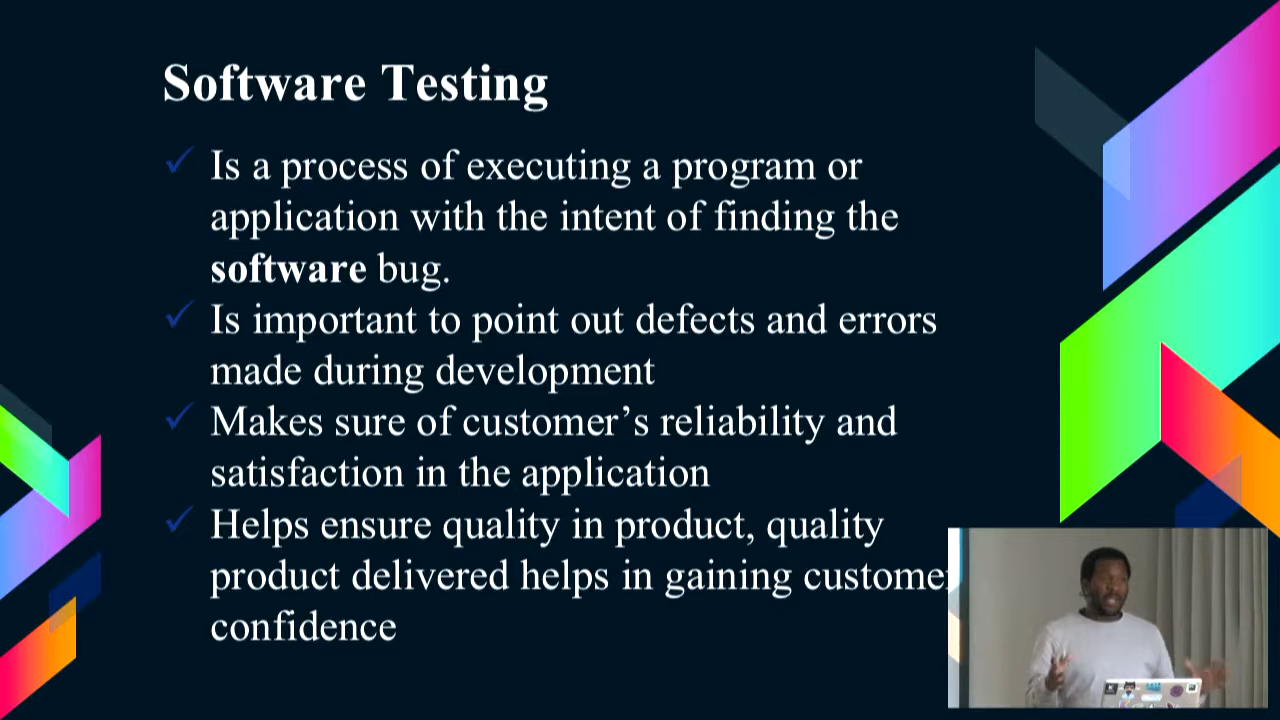 Software Testing
Is a process of executing a program or
application with the intent of finding the
software bug.
Is important to point out defects and errors
made during development
Makes sure of customer’s reliability and
satisfaction in the application
Helps ensure quality in product, quality
product delivered helps in gaining customer
confidence